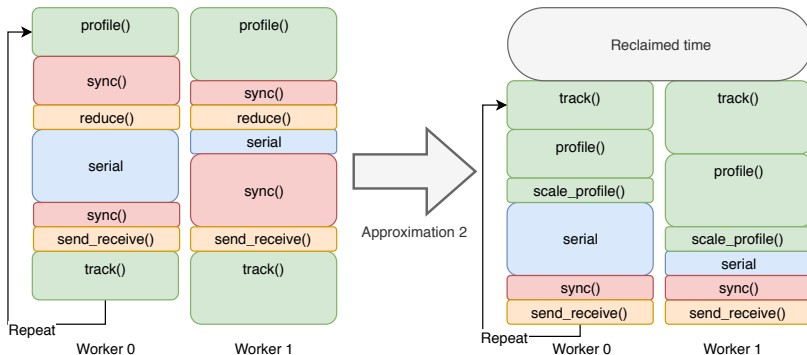 profile()
sync()
reduce()
serial
sync()
send_receive()
track()
Repeat
Worker 0
profile()
sync()
reduce()
serial
sync()
send_receive()
track()
Worker 1
Approximation 2
Reclaimed time
track()
profile()
scale_profile()
serial
sync()
send_receive()
Repeat
Worker 0
track()
profile()
scale_profile()
serial
sync()
send_receive()
Worker 1